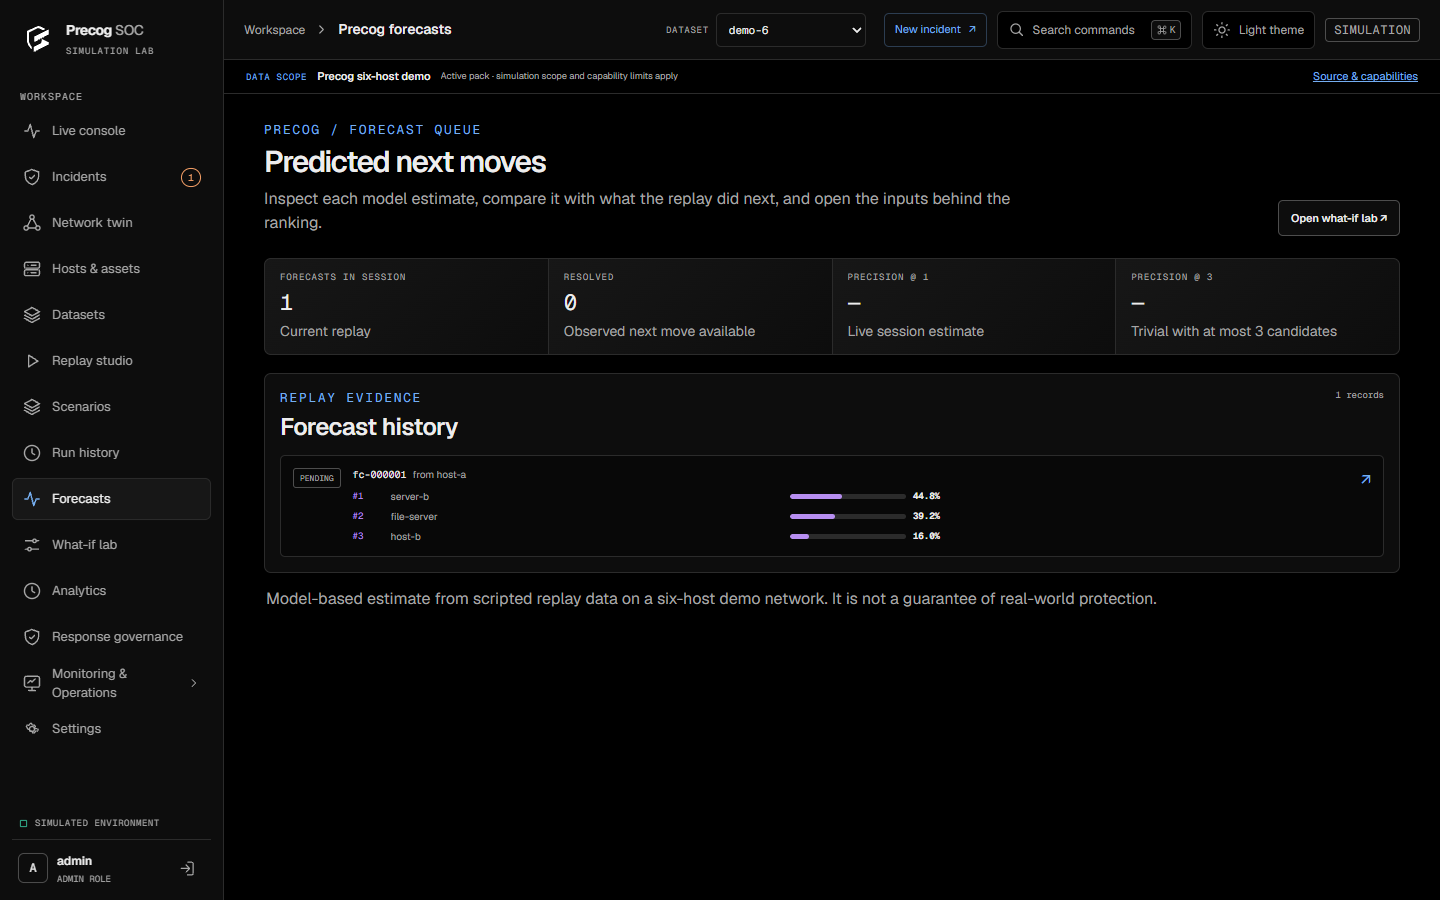 Precog SOC
SIMULATION LAB
WORKSPACE
Live console
Incidents
1
Network twin
Hosts & assets
Datasets
Replay studio
Scenarios
Run history
Forecasts
What-if lab
Analytics
Response governance
Monitoring &
Operations
Settings
SIMULATED ENVIRONMENT
A
admin
ADMIN ROLE
Workspace > Precog forecasts
DATASET demo-6
New incident ↗
Search commands ⌘ K
Light theme
SIMULATION
DATA SCOPE Precog six-host demo Active pack · simulation scope and capability limits apply
Source & capabilities
PRECOG / FORECAST QUEUE
Predicted next moves
Inspect each model estimate, compare it with what the replay did next, and open the inputs behind the
ranking.
Open what-if lab ↗
FORECASTS IN SESSION
1
Current replay
RESOLVED
0
Observed next move available
PRECISION @ 1
—
Live session estimate
PRECISION @ 3
—
Trivial with at most 3 candidates
REPLAY EVIDENCE
1 records
Forecast history
PENDING
fc-000001 from host-a
#1 server-b 44.8%
#2 file-server 39.2%
#3 host-b 16.0%
Model-based estimate from scripted replay data on a six-host demo network. It is not a guarantee of real-world protection.